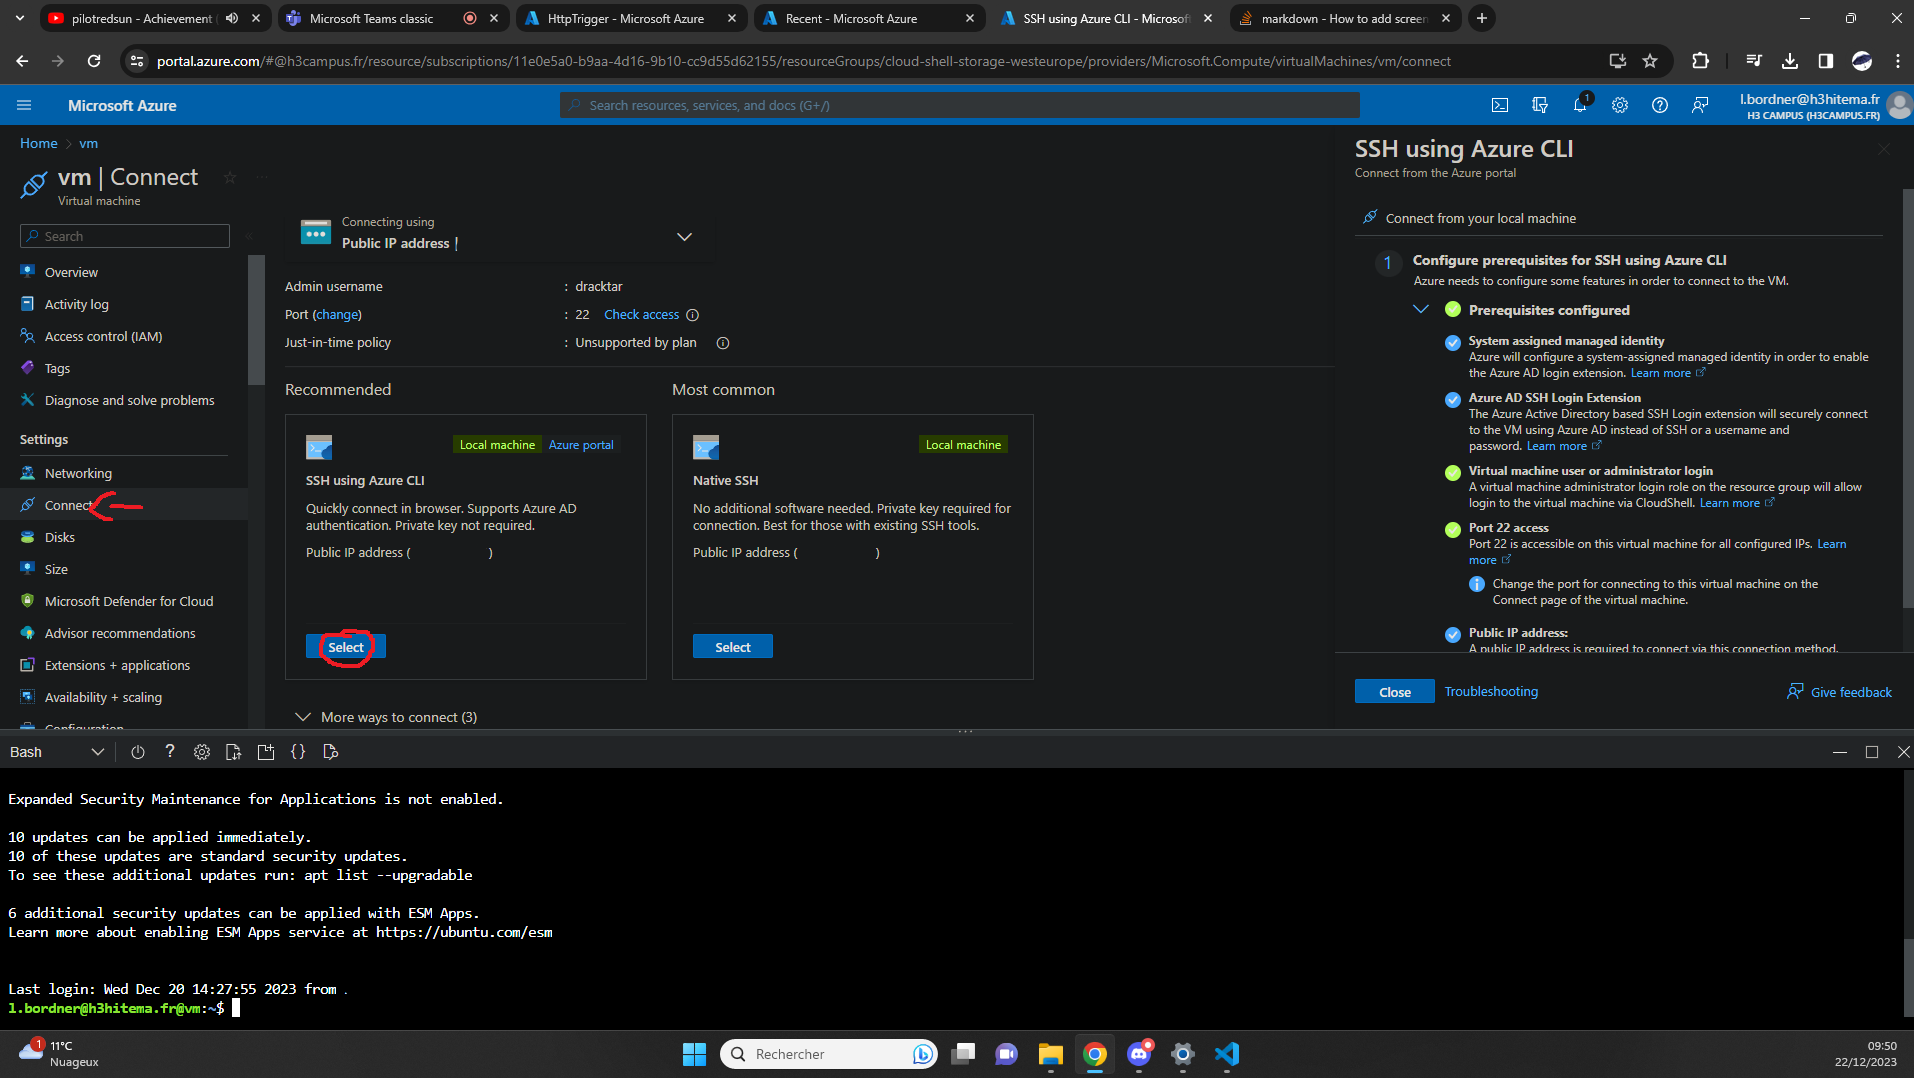 pilotredsun - Achievement
Microsoft Teams classic
HttpTrigger - Microsoft Azure
Recent - Microsoft Azure
SSH using Azure CLI - Microsoft
markdown - How to add screen
portal.azure.com/#@h3campus.fr/resource/subscriptions/11e0e5a0-b9aa-4d16-9b10-cc9d55d62155/resourceGroups/cloud-shell-storage-westeurope/providers/Microsoft.Compute/virtualMachines/vm/connect
Microsoft Azure
Search resources, services, and docs (G+/)
1
l.bordner@h3hitema.fr
H3 CAMPUS (H3CAMPUS.FR)
Home > vm
vm | Connect
Virtual machine
Search
Overview
Activity log
Access control (IAM)
Tags
Diagnose and solve problems
Settings
Networking
Connect
Disks
Size
Microsoft Defender for Cloud
Advisor recommendations
Extensions + applications
Availability + scaling
Configuration
Connecting using
Public IP address |
Admin username : dracktar
Port (change) : 22 Check access
Just-in-time policy : Unsupported by plan
Recommended
Local machine Azure portal
SSH using Azure CLI
Quickly connect in browser. Supports Azure AD
authentication. Private key not required.
Public IP address ( )
Select
Most common
Local machine
Native SSH
No additional software needed. Private key required for
connection. Best for those with existing SSH tools.
Public IP address ( )
Select
More ways to connect (3)
SSH using Azure CLI
Connect from the Azure portal
Connect from your local machine
1 Configure prerequisites for SSH using Azure CLI
Azure needs to configure some features in order to connect to the VM.
Prerequisites configured
System assigned managed identity
Azure will configure a system-assigned managed identity in order to enable
the Azure AD login extension. Learn more
Azure AD SSH Login Extension
The Azure Active Directory based SSH Login extension will securely connect
to the VM using Azure AD instead of SSH or a username and
password. Learn more
Virtual machine user or administrator login
A virtual machine administrator login role on the resource group will allow
login to the virtual machine via CloudShell. Learn more
Port 22 access
Port 22 is accessible on this virtual machine for all configured IPs. Learn
more
Change the port for connecting to this virtual machine on the
Connect page of the virtual machine.
Public IP address:
A public IP address is required to connect via this connection method.
Close Troubleshooting
Give feedback
Bash
Expanded Security Maintenance for Applications is not enabled.
10 updates can be applied immediately.
10 of these updates are standard security updates.
To see these additional updates run: apt list --upgradable
6 additional security updates can be applied with ESM Apps.
Learn more about enabling ESM Apps service at https://ubuntu.com/esm
Last login: Wed Dec 20 14:27:55 2023 from .
l.bordner@h3hitema.fr@vm:~$
1
11°C
Nuageux
Rechercher
09:50
22/12/2023